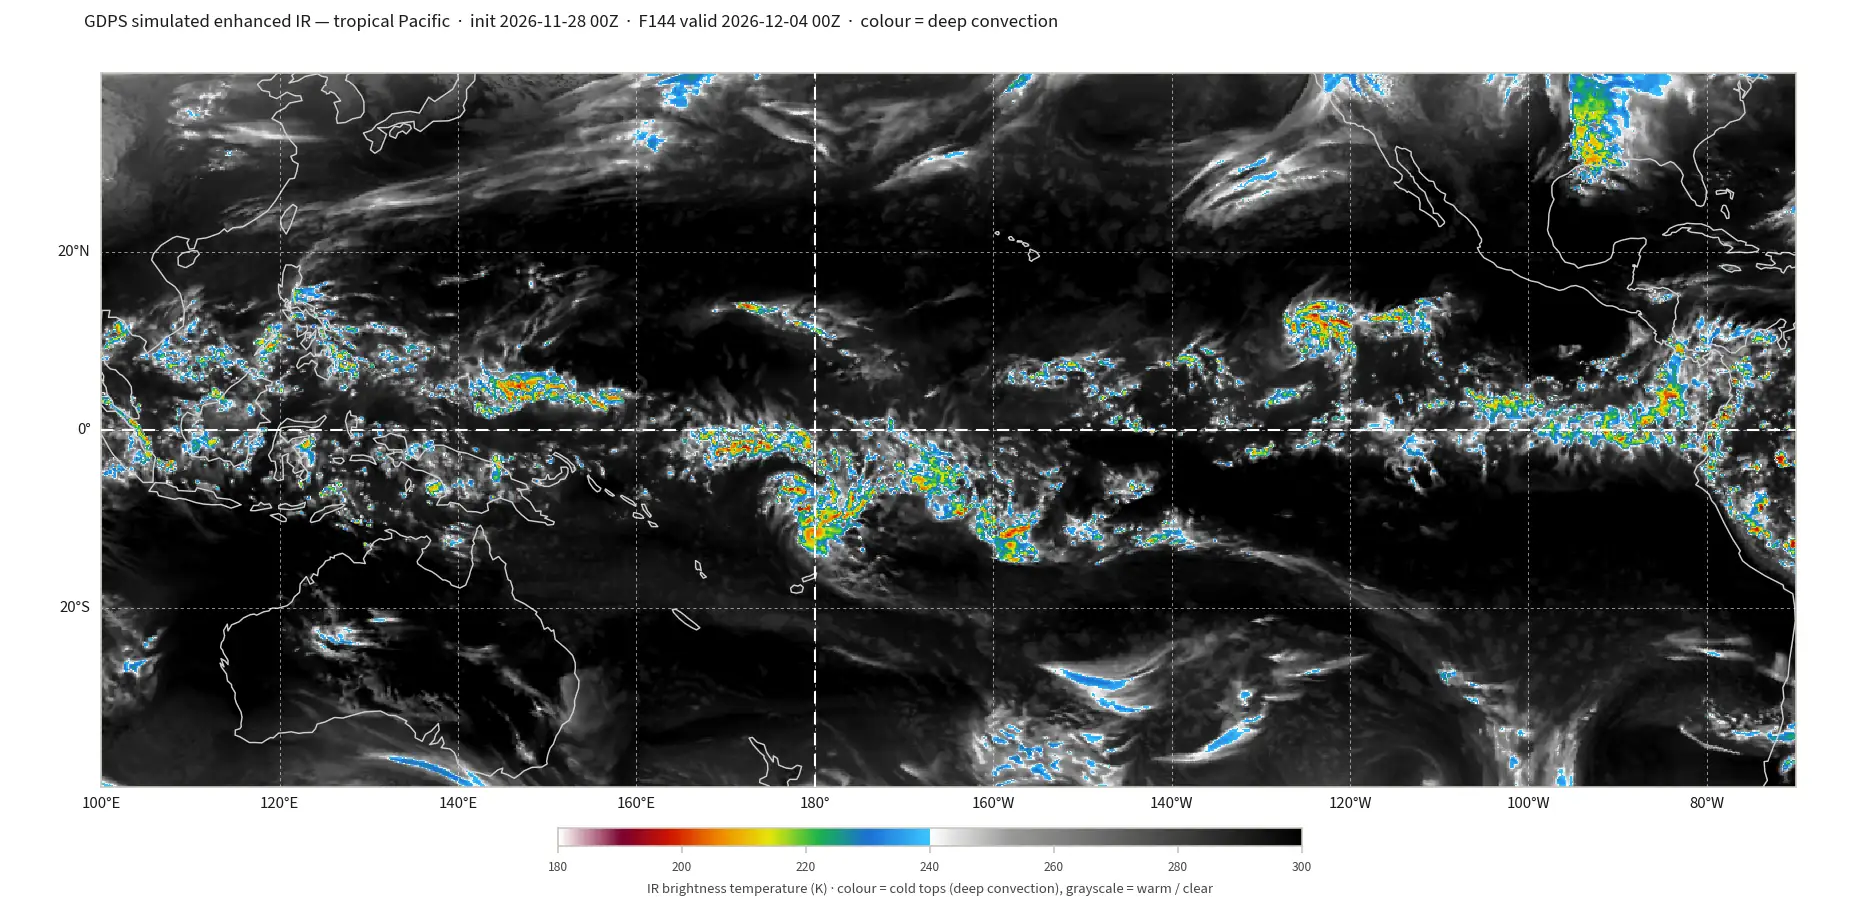 GDPS simulated enhanced IR — tropical Pacific · init 2026-11-28 00Z · F144 valid 2026-12-04 00Z · colour = deep convection
20°N
0°
20°S
100°E 120°E 140°E 160°E 180° 160°W 140°W 120°W 100°W 80°W
180 200 220 240 260 280 300
IR brightness temperature (K) · colour = cold tops (deep convection), grayscale = warm / clear